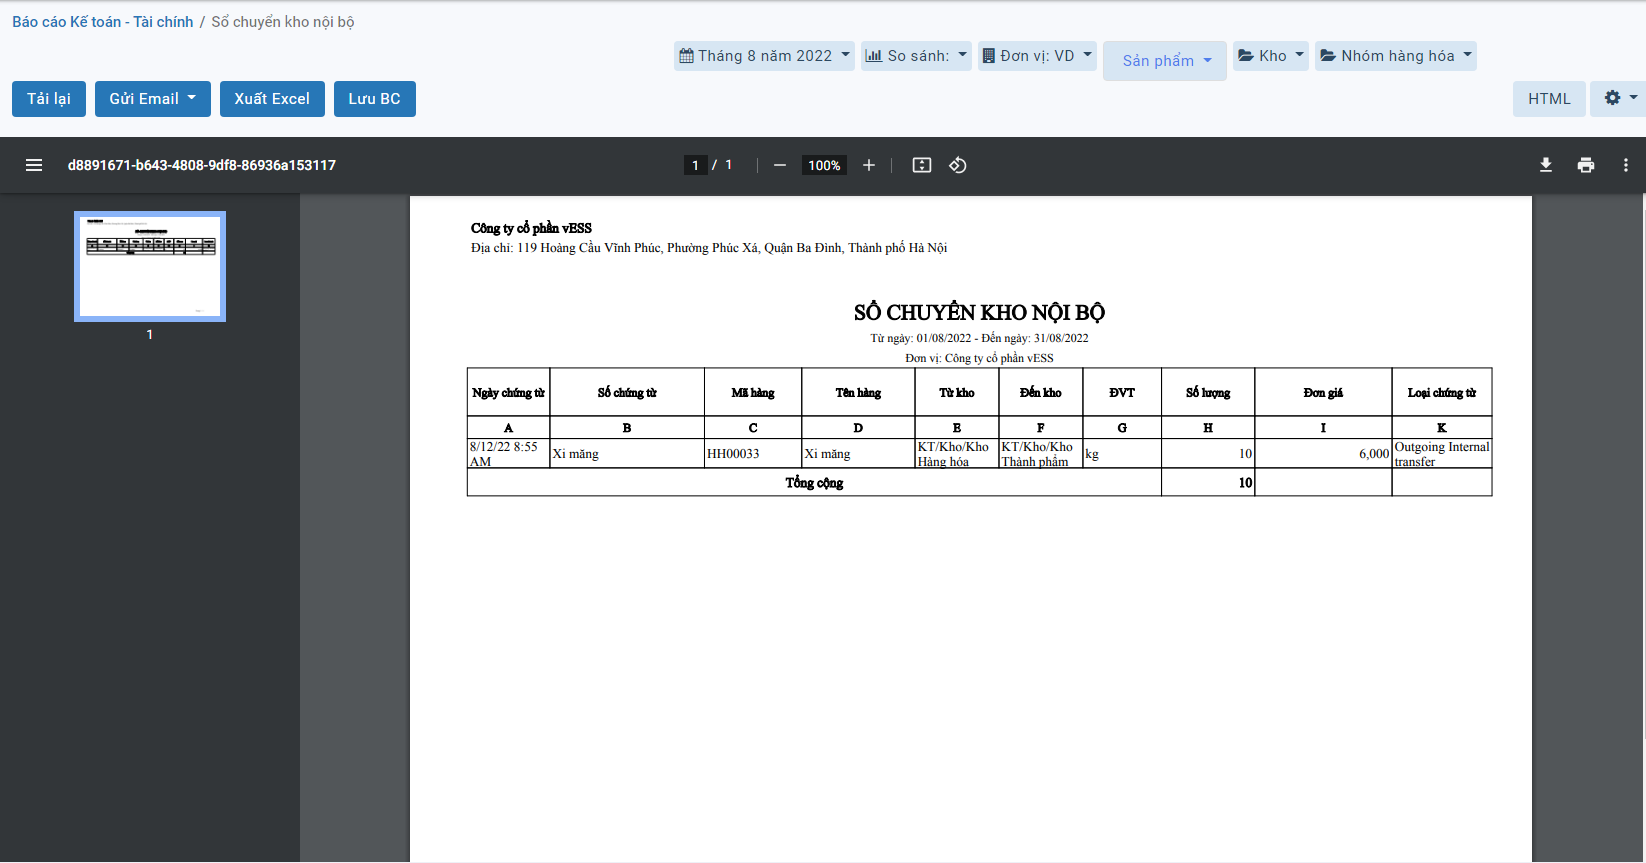 Báo cáo Kế toán - Tài chính / Sổ chuyển kho nội bộ
Tháng 8 năm 2022 So sánh: Đơn vị: VD Sản phẩm Kho Nhóm hàng hóa
Tải lại Gửi Email Xuất Excel Lưu BC HTML
d8891671-b643-4808-9df8-86936a153117 1 / 1 100%
1
Công ty cổ phần vESS
Địa chỉ: 119 Hoàng Cầu Vĩnh Phúc, Phường Phúc Xá, Quận Ba Đình, Thành phố Hà Nội
SỔ CHUYỂN KHO NỘI BỘ
Từ ngày: 01/08/2022 - Đến ngày: 31/08/2022
Đơn vị: Công ty cổ phần vESS
Ngày chứng từ Số chứng từ Mã hàng Tên hàng Từ kho Đến kho ĐVT Số lượng Đơn giá Loại chứng từ
A B C D E F G H I K
8/12/22 8:55 AM Xi măng HH00033 Xi măng KT/Kho/Kho Hàng hóa KT/Kho/Kho Thành phẩm kg 10 6,000 Outgoing Internal transfer
Tổng cộng 10